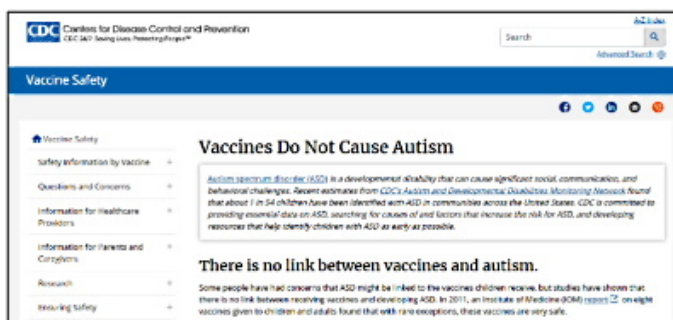 A-Z Index
CDC Centers for Disease Control and Prevention
CDC 24/7: Saving Lives, Protecting People™
Search
Advanced Search
Vaccine Safety
Vaccine Safety
Safety Information by Vaccine +
Questions and Concerns +
Information for Healthcare +
Providers
Information for Parents and +
Caregivers
Research +
Ensuring Safety +
Vaccines Do Not Cause Autism
Autism spectrum disorder (ASD) is a developmental disability that can cause significant social, communication, and
behavioral challenges. Recent estimates from CDC's Autism and Developmental Disabilities Monitoring Network found
that about 1 in 54 children have been identified with ASD in communities across the United States. CDC is committed to
providing essential data on ASD, searching for causes of and factors that increase the risk for ASD, and developing
resources that help identify children with ASD as early as possible.
There is no link between vaccines and autism.
Some people have had concerns that ASD might be linked to the vaccines children receive, but studies have shown that
there is no link between receiving vaccines and developing ASD. In 2011, an Institute of Medicine (IOM) report on eight
vaccines given to children and adults found that with rare exceptions, these vaccines are very safe.